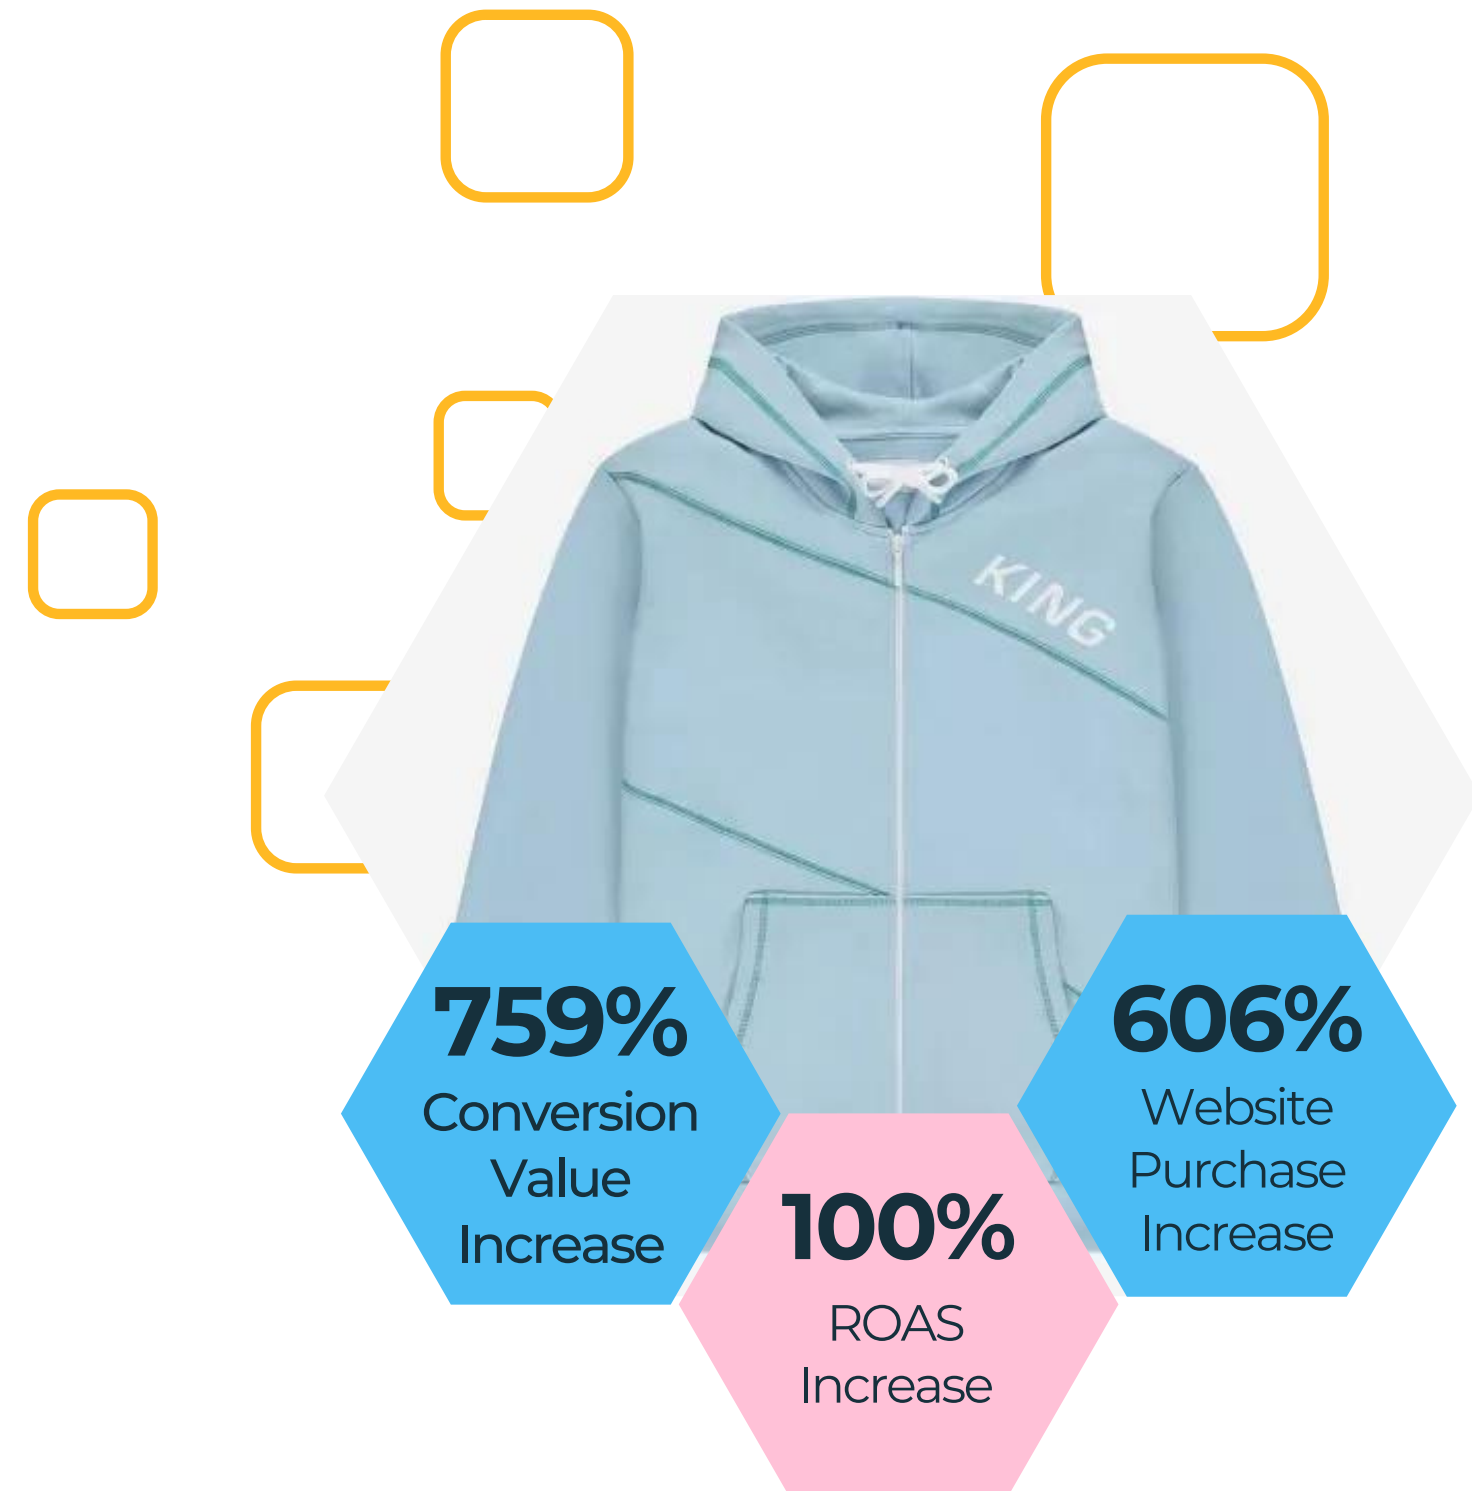 KING
759%
Conversion
Value
Increase
100%
ROAS
Increase
606%
Website
Purchase
Increase